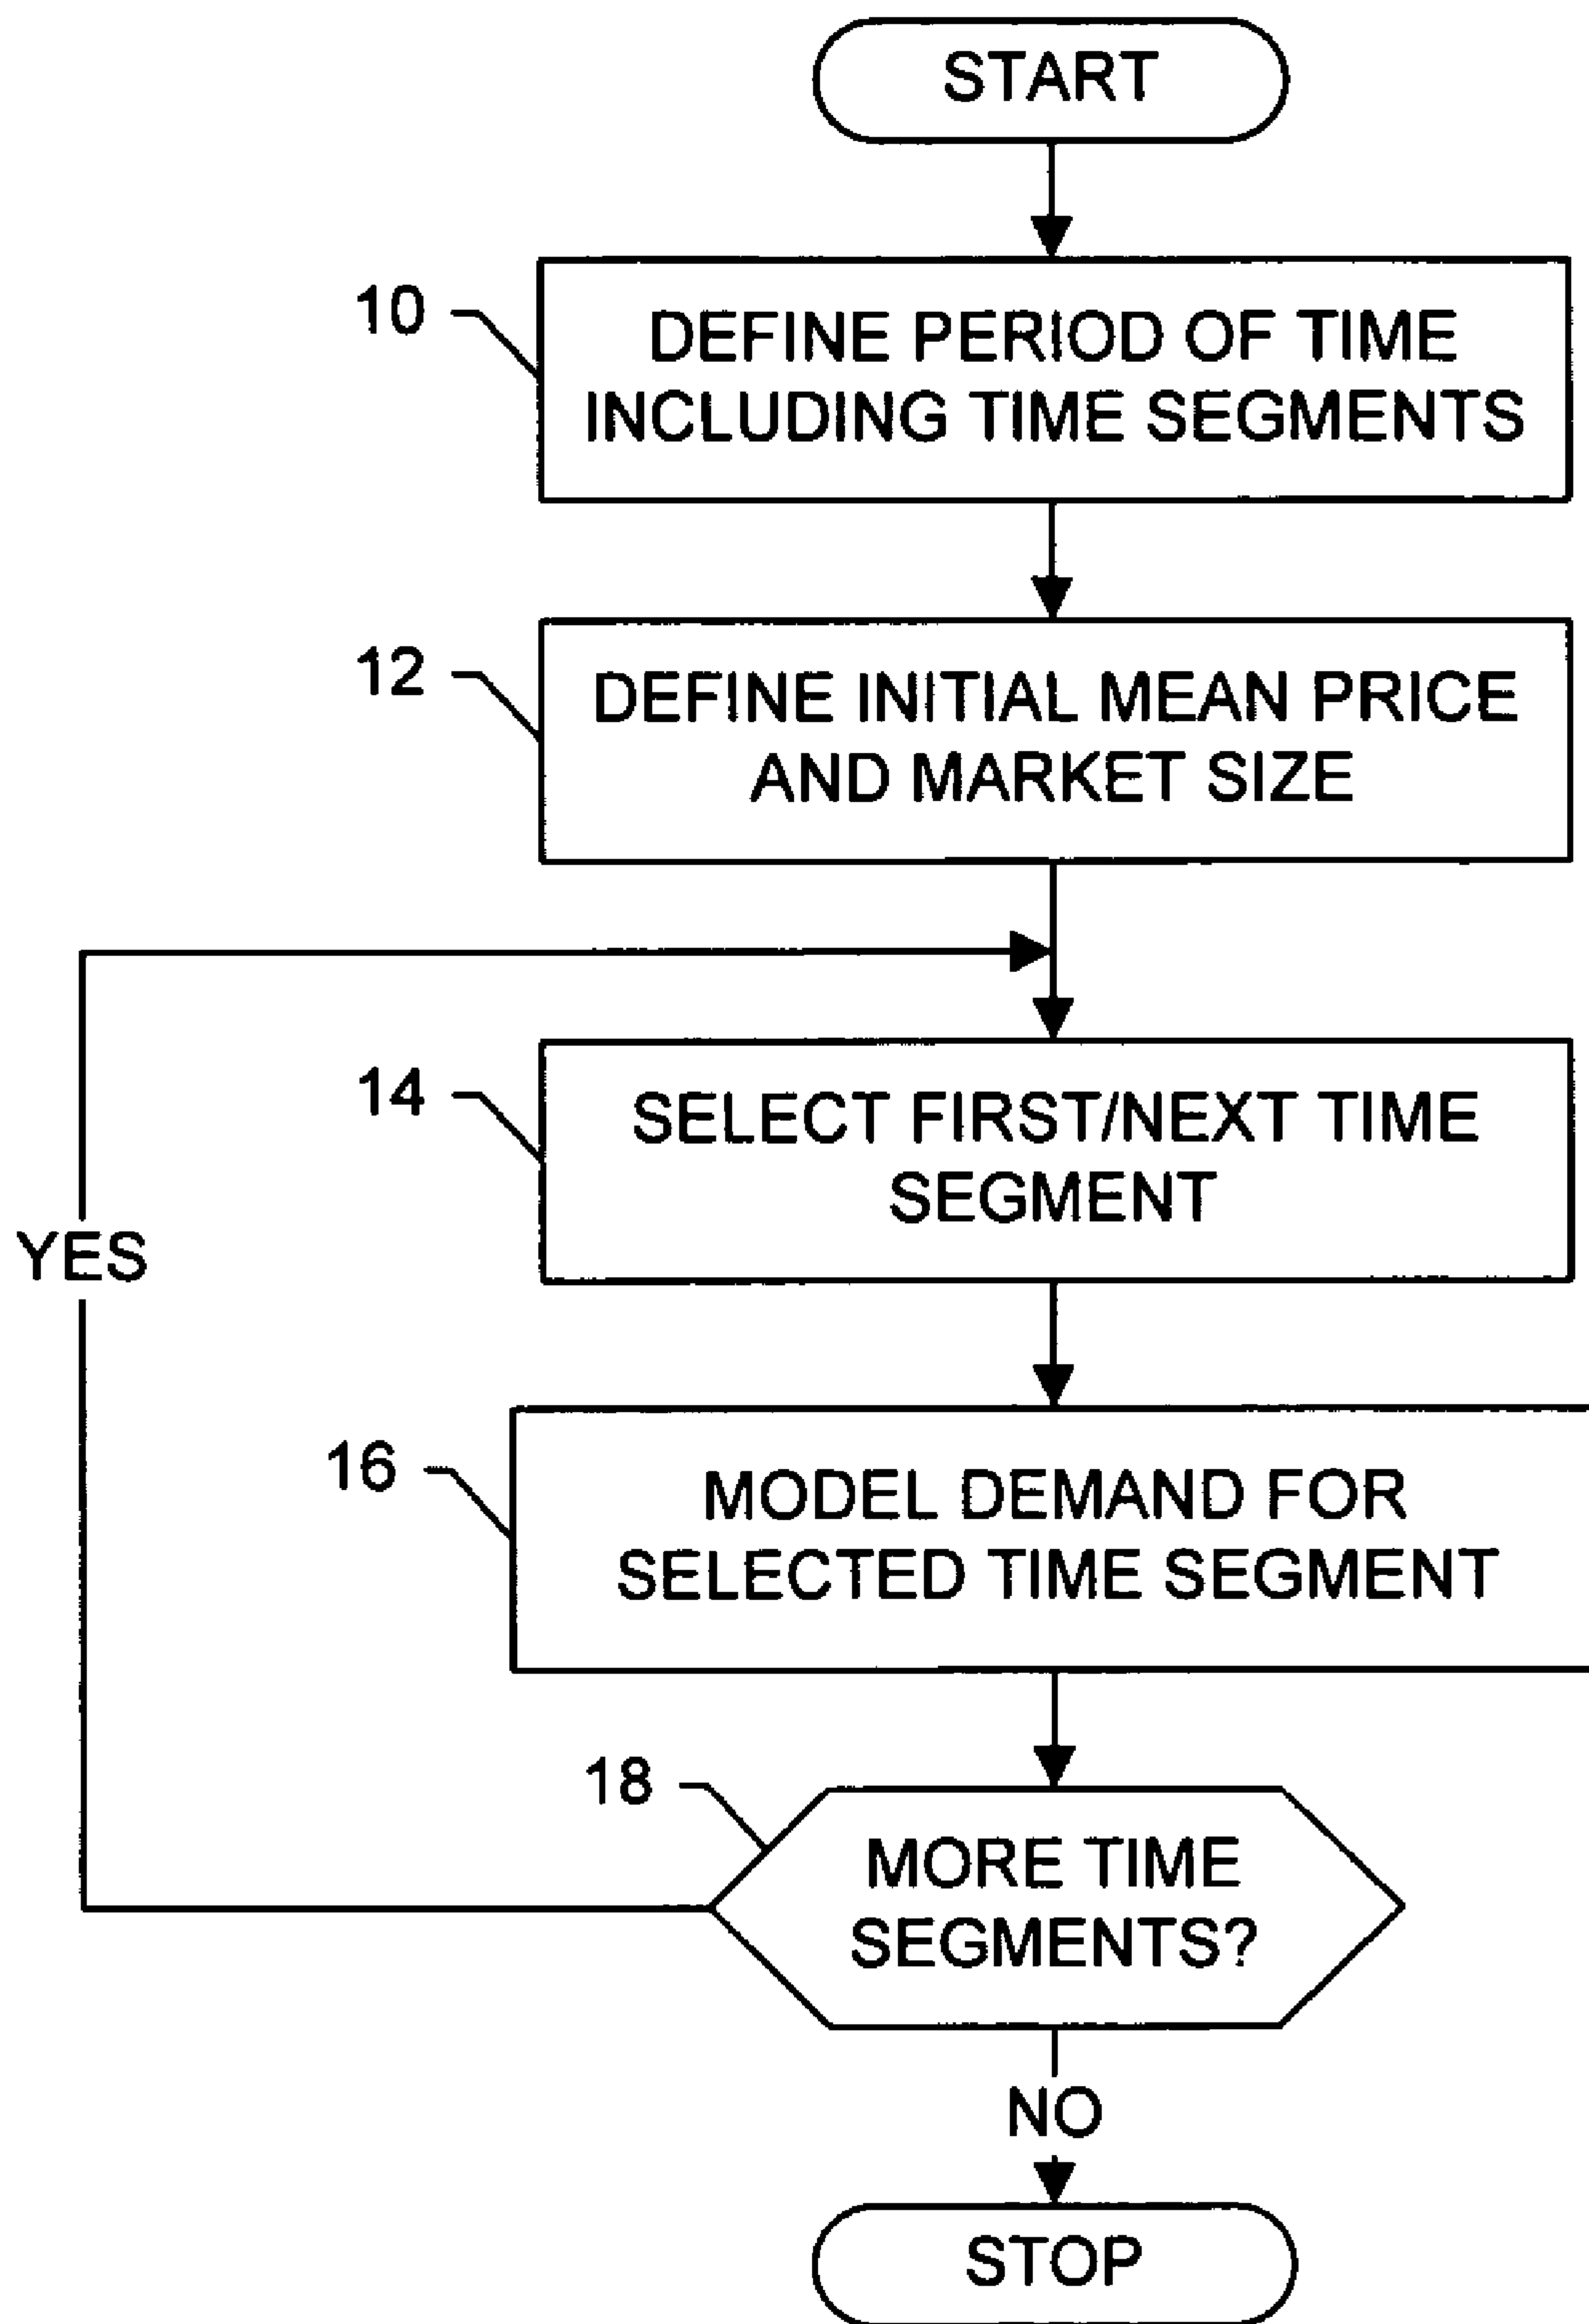 START
10
DEFINE PERIOD OF TIME
INCLUDING TIME SEGMENTS
12
DEFINE INITIAL MEAN PRICE
AND MARKET SIZE
14
SELECT FIRST/NEXT TIME
SEGMENT
YES
16
MODEL DEMAND FOR
SELECTED TIME SEGMENT
18
MORE TIME
SEGMENTS?
NO
STOP